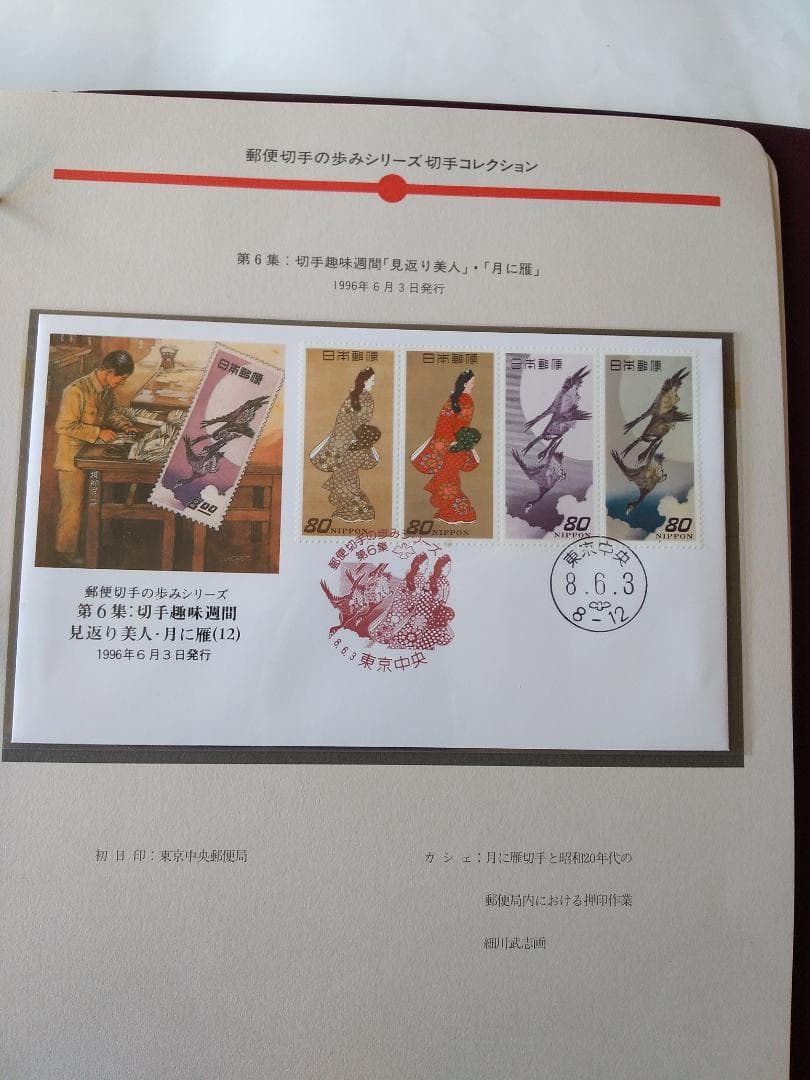 郵便切手の歩みシリーズ切手コレクション
第6集：切手趣味週間「見返り美人」・「月に雁」
1996年6月3日発行
日本郵便
8.00
日本郵便
80 NIPPON
日本郵便
80 NIPPON
日本郵便
80 NIPPON
日本郵便
80 NIPPON
郵便切手の歩みシリーズ
第6集：切手趣味週間
見返り美人・月に雁(12)
1996年6月3日発行
郵便切手の歩みシリーズ
第6集
8.6.3
東京中央
東京中央
8.6.3
8-12
初日印：東京中央郵便局
カシェ：月に雁切手と昭和20年代の
郵便局内における押印作業
細川武志画